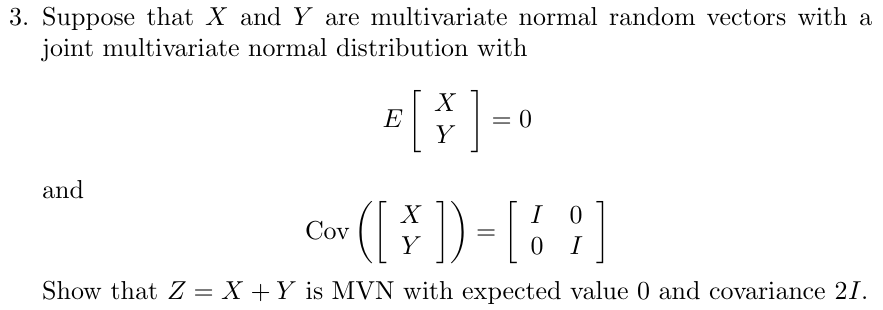 3. Suppose that X and Y are multivariate normal random vectors with a
joint multivariate normal distribution with
E [ X
Y ] = 0
and
Cov ([ X
Y ]) = [ I 0
0 I ]
Show that Z = X + Y is MVN with expected value 0 and covariance 2I.